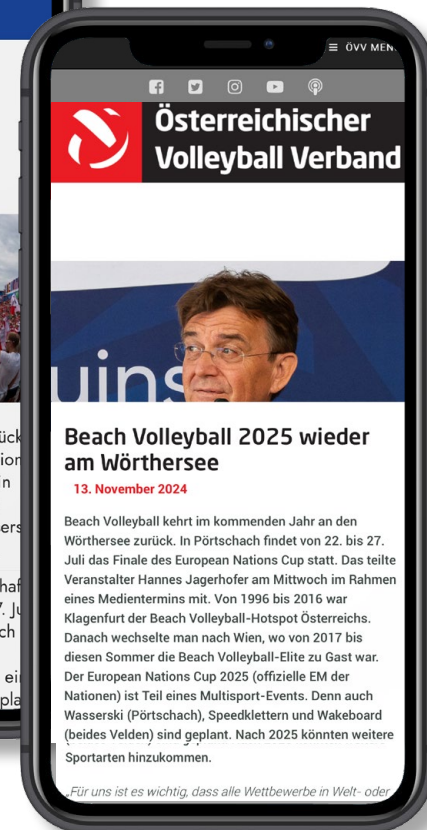 ≡ ÖVV MEN
Österreichischer
Volleyball Verband
uins
Beach Volleyball 2025 wieder
am Wörthersee
13. November 2024
Beach Volleyball kehrt im kommenden Jahr an den
Wörthersee zurück. In Pörtschach findet von 22. bis 27.
Juli das Finale des European Nations Cup statt. Das teilte
Veranstalter Hannes Jagerhofer am Mittwoch im Rahmen
eines Medientermins mit. Von 1996 bis 2016 war
Klagenfurt der Beach Volleyball-Hotspot Österreichs.
Danach wechselte man nach Wien, wo von 2017 bis
diesen Sommer die Beach Volleyball-Elite zu Gast war.
Der European Nations Cup 2025 (offizielle EM der
Nationen) ist Teil eines Multisport-Events. Denn auch
Wasserski (Pörtschach), Speedklettern und Wakeboard
(beides Velden) sind geplant. Nach 2025 könnten weitere
Sportarten hinzukommen.
„Für uns ist es wichtig, dass alle Wettbewerbe in Welt- oder